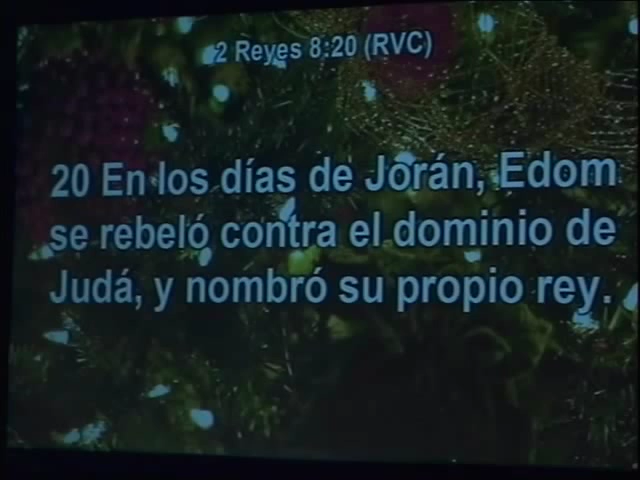 2 Reyes 8:20 (RVC)
20 En los días de Jorán, Edom
se rebeló contra el dominio de
Judá, y nombró su propio rey.